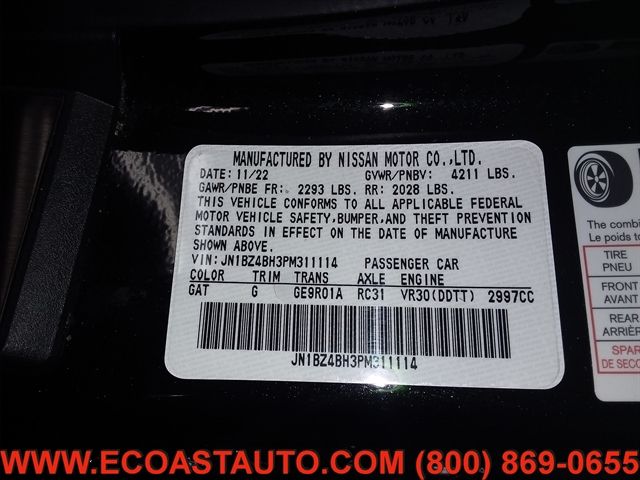 MANUFACTURED BY NISSAN MOTOR CO.,LTD.
DATE: 11/22 GVWR/PNBV: 4211 LBS.
GAWR/PNBE FR: 2293 LBS. RR: 2028 LBS.
THIS VEHICLE CONFORMS TO ALL APPLICABLE FEDERAL
MOTOR VEHICLE SAFETY,BUMPER,AND THEFT PREVENTION
STANDARDS IN EFFECT ON THE DATE OF MANUFACTURE
SHOWN ABOVE.
VIN: JN1BZ4BH3PM311114 PASSENGER CAR
COLOR TRIM TRANS AXLE ENGINE
GAT G GE9R01A RC31 VR30(DDTT) 2997CC
JN1BZ4BH3PM311114
The combined
Le poids to
TIRE
PNEU
FRONT
AVANT
REAR
ARRIÈR
SPAR
DE SECO
WWW.ECOASTAUTO.COM (800) 869-0655